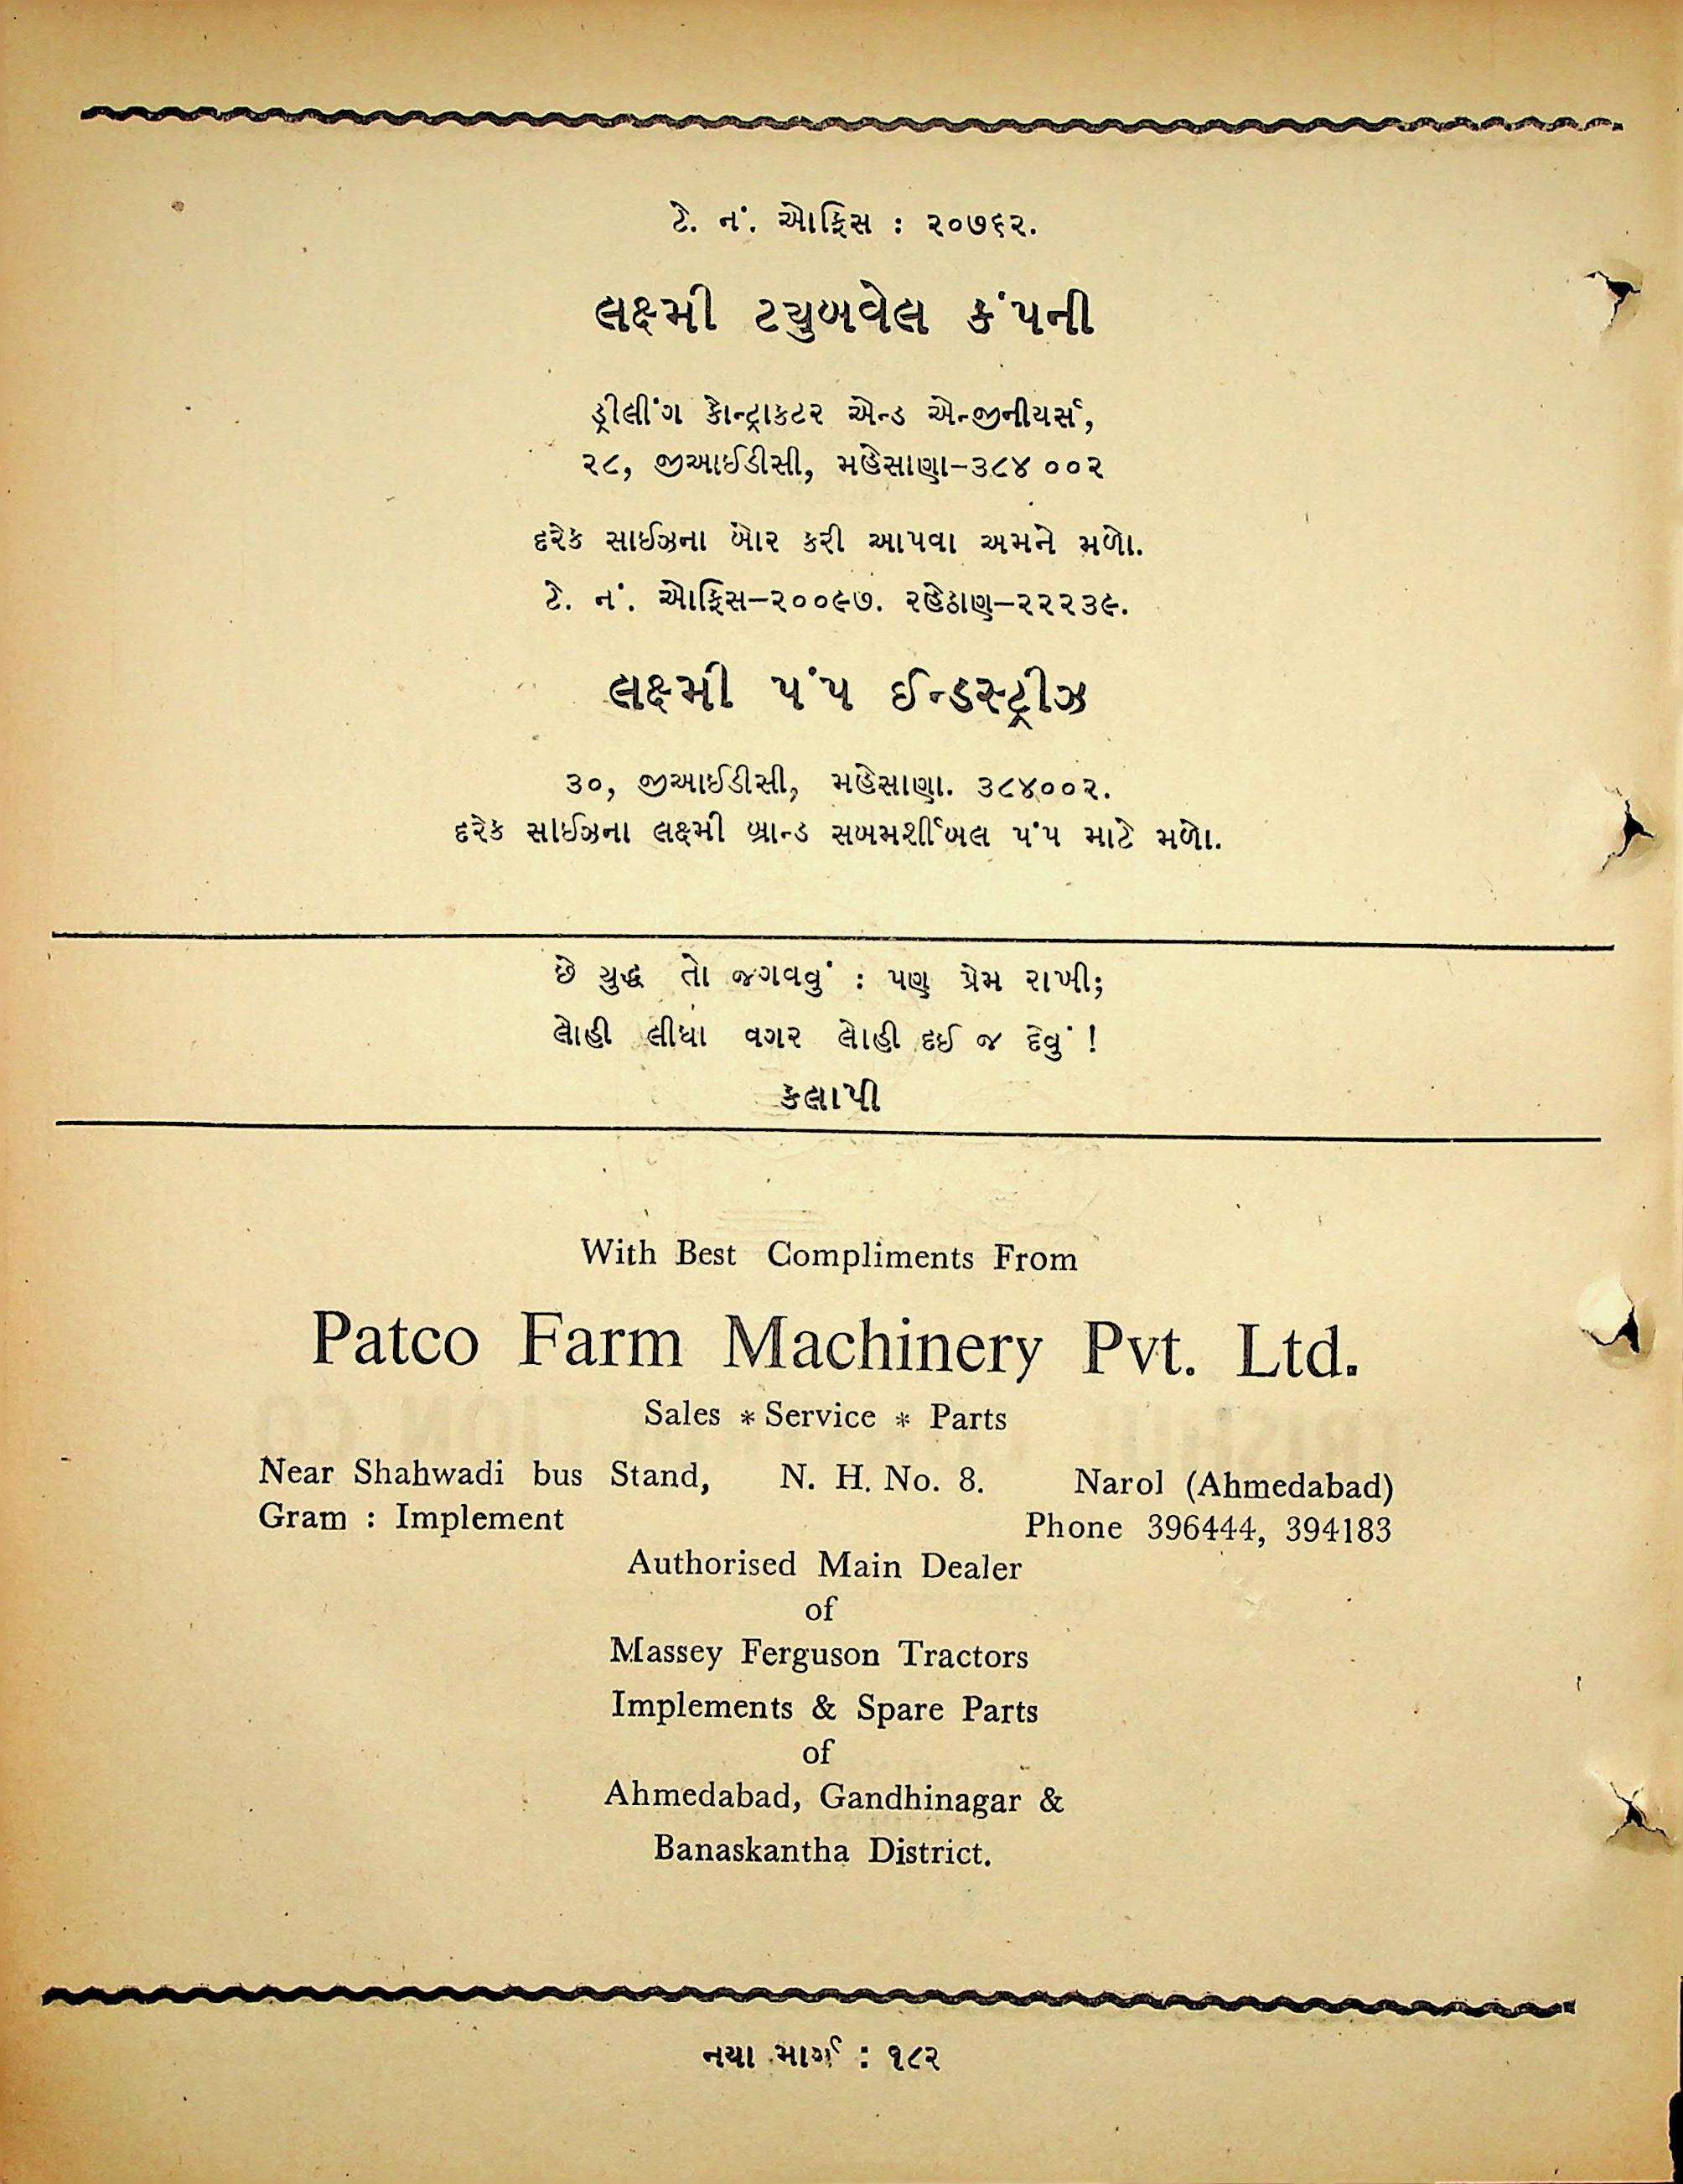 ટે. નં. ઓફિસ : ૨૦૭૬૨.
લક્ષ્મી ટયુબવેલ કંપની
ડ્રીલીંગ કોન્ટ્રાકટર એન્ડ એન્જીનીયર્સ,
૨૮, જીઆઈડીસી, મહેસાણા-૩૮૪ ૦૦૨
દરેક સાઈઝના બોર કરી આપવા અમને મળો.
ટે. નં. ઓફિસ-૨૦૦૯૭. રહેઠાણ-૨૨૨૩૯.
લક્ષ્મી પંપ ઈન્ડસ્ટ્રીઝ
૩૦, જીઆઈડીસી, મહેસાણા. ૩૮૪૦૦૨.
દરેક સાઈઝના લક્ષ્મી બ્રાન્ડ સબમર્શીબલ પંપ માટે મળો.
છે યુદ્ધ તો જગવવું : પણ પ્રેમ રાખી;
લોહી લીધા વગર લોહી દઈ જ દેવું !
કલાપી
With Best Compliments From
Patco Farm Machinery Pvt. Ltd.
Sales * Service * Parts
Near Shahwadi bus Stand, N. H. No. 8. Narol (Ahmedabad)
Gram : Implement Phone 396444, 394183
Authorised Main Dealer
of
Massey Ferguson Tractors
Implements & Spare Parts
of
Ahmedabad, Gandhinagar &
Banaskantha District.
નયા માર્ગ : ૧૮૨